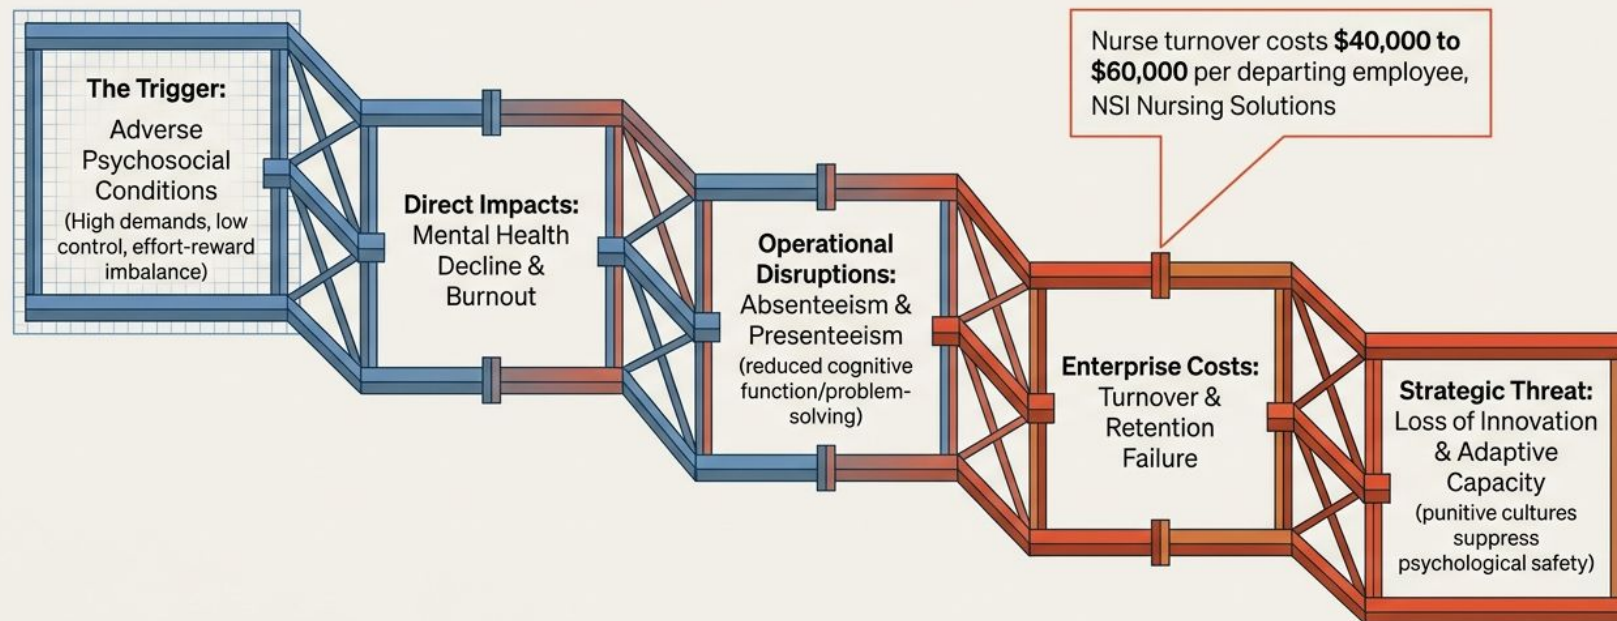 The Trigger:
Adverse
Psychosocial
Conditions
(High demands, low
control, effort-reward
imbalance)
Direct Impacts:
Mental Health
Decline &
Burnout
Operational
Disruptions:
Absenteeism &
Presenteeism
(reduced cognitive
function/problem-
solving)
Nurse turnover costs $40,000 to
$60,000 per departing employee,
NSI Nursing Solutions
Enterprise Costs:
Turnover &
Retention
Failure
Strategic Threat:
Loss of Innovation
& Adaptive
Capacity
(punitive cultures
suppress
psychological safety)